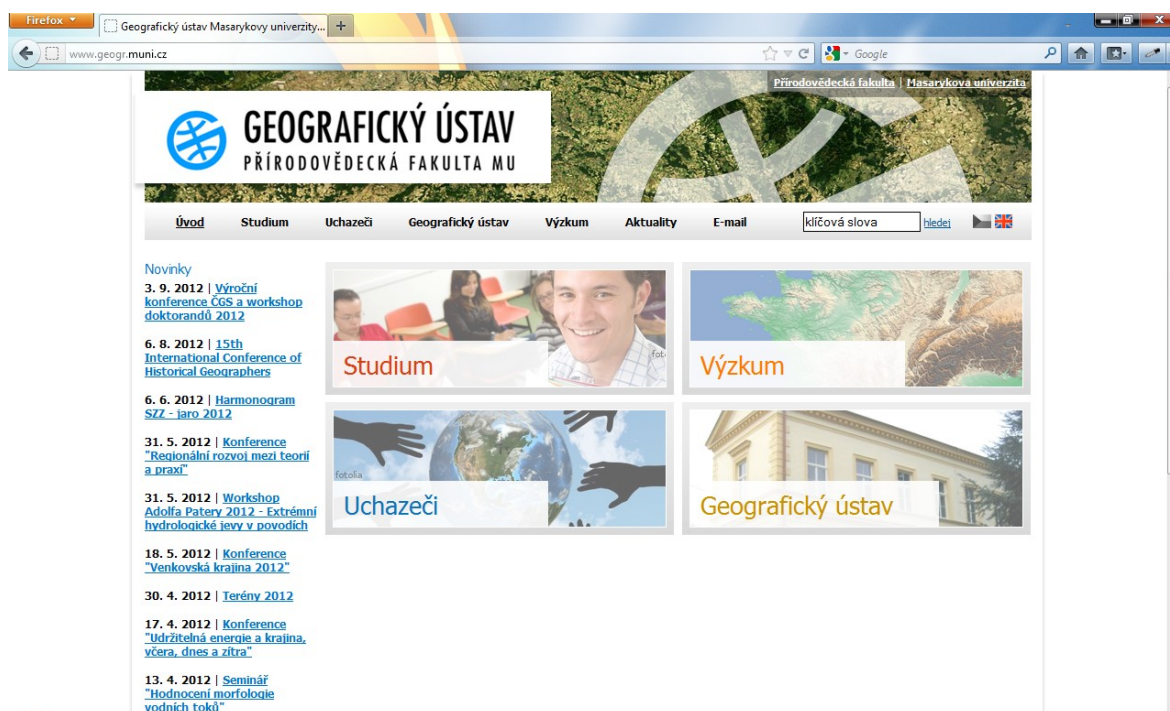 Firefox
Geografický ústav Masarykovy univerzity...
www.geogr.muni.cz
Google
Přírodovědecká fakulta | Masarykova univerzita
GEOGRAFICKÝ ÚSTAV
PŘÍRODOVĚDECKÁ FAKULTA MU
Úvod Studium Uchazeči Geografický ústav Výzkum Aktuality E-mail klíčová slova hledej
Novinky
3. 9. 2012 | Výroční
konference ČGS a workshop
doktorandů 2012
6. 8. 2012 | 15th
International Conference of
Historical Geographers
6. 6. 2012 | Harmonogram
SZZ - jaro 2012
31. 5. 2012 | Konference
"Regionální rozvoj mezi teorií
a praxí"
31. 5. 2012 | Workshop
Adolfa Patery 2012 - Extrémní
hydrologické jevy v povodích
18. 5. 2012 | Konference
"Venkovská krajina 2012"
30. 4. 2012 | Terény 2012
17. 4. 2012 | Konference
"Udržitelná energie a krajina,
včera, dnes a zítra"
13. 4. 2012 | Seminář
"Hodnocení morfologie
vodních toků"
Studium
Výzkum
fotolia
Uchazeči
Geografický ústav